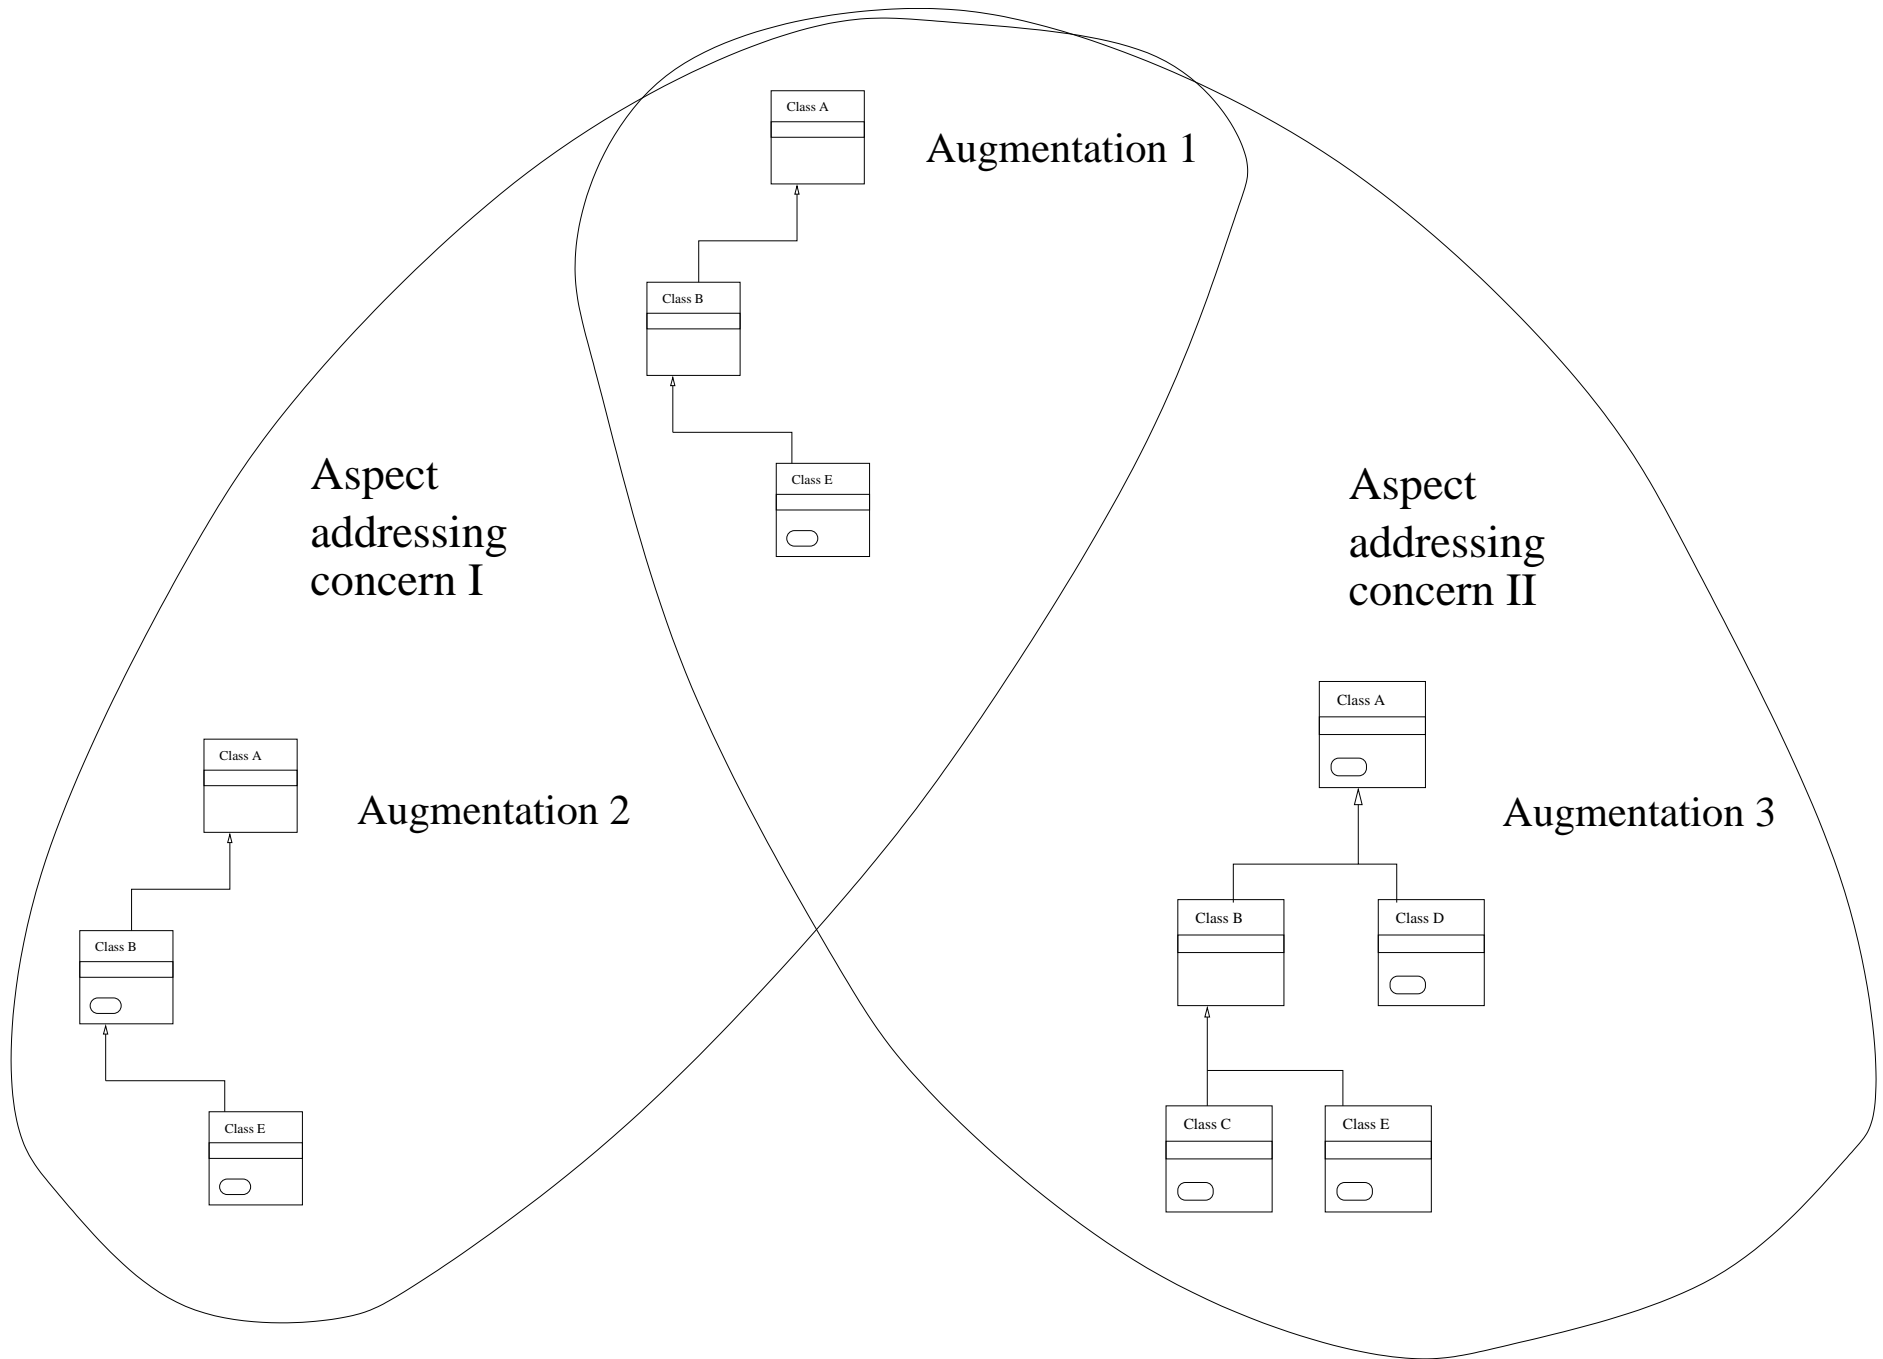 Class A
Augmentation 1
Class B
Class E
Aspect
addressing
concern I
Aspect
addressing
concern II
Class A
Augmentation 2
Class B
Class E
Class A
Augmentation 3
Class B
Class D
Class C
Class E